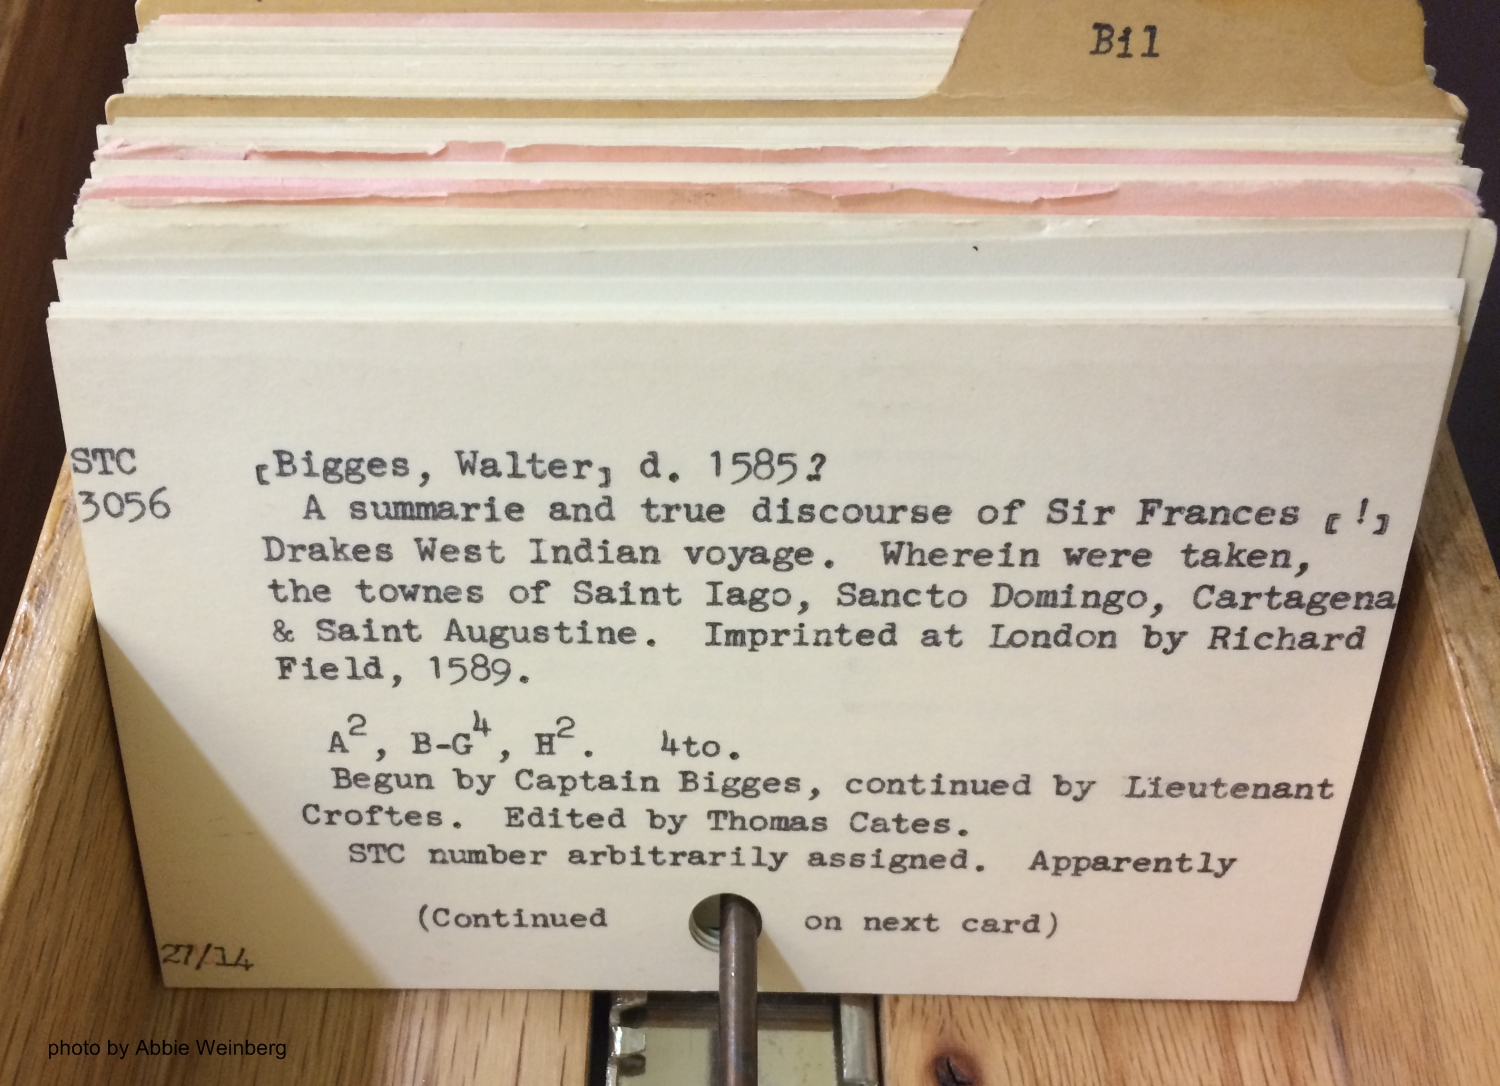 Bil
STC [Bigges, Walter] d. 1585?
3056 A summarie and true discourse of Sir Frances [!]
Drakes West Indian voyage. Wherein were taken,
the townes of Saint Iago, Sancto Domingo, Cartagena
& Saint Augustine. Imprinted at London by Richard
Field, 1589.
A², B-G⁴, H². 4to.
Begun by Captain Bigges, continued by Lieutenant
Croftes. Edited by Thomas Cates.
STC number arbitrarily assigned. Apparently
(Continued on next card)
27/14
photo by Abbie Weinberg